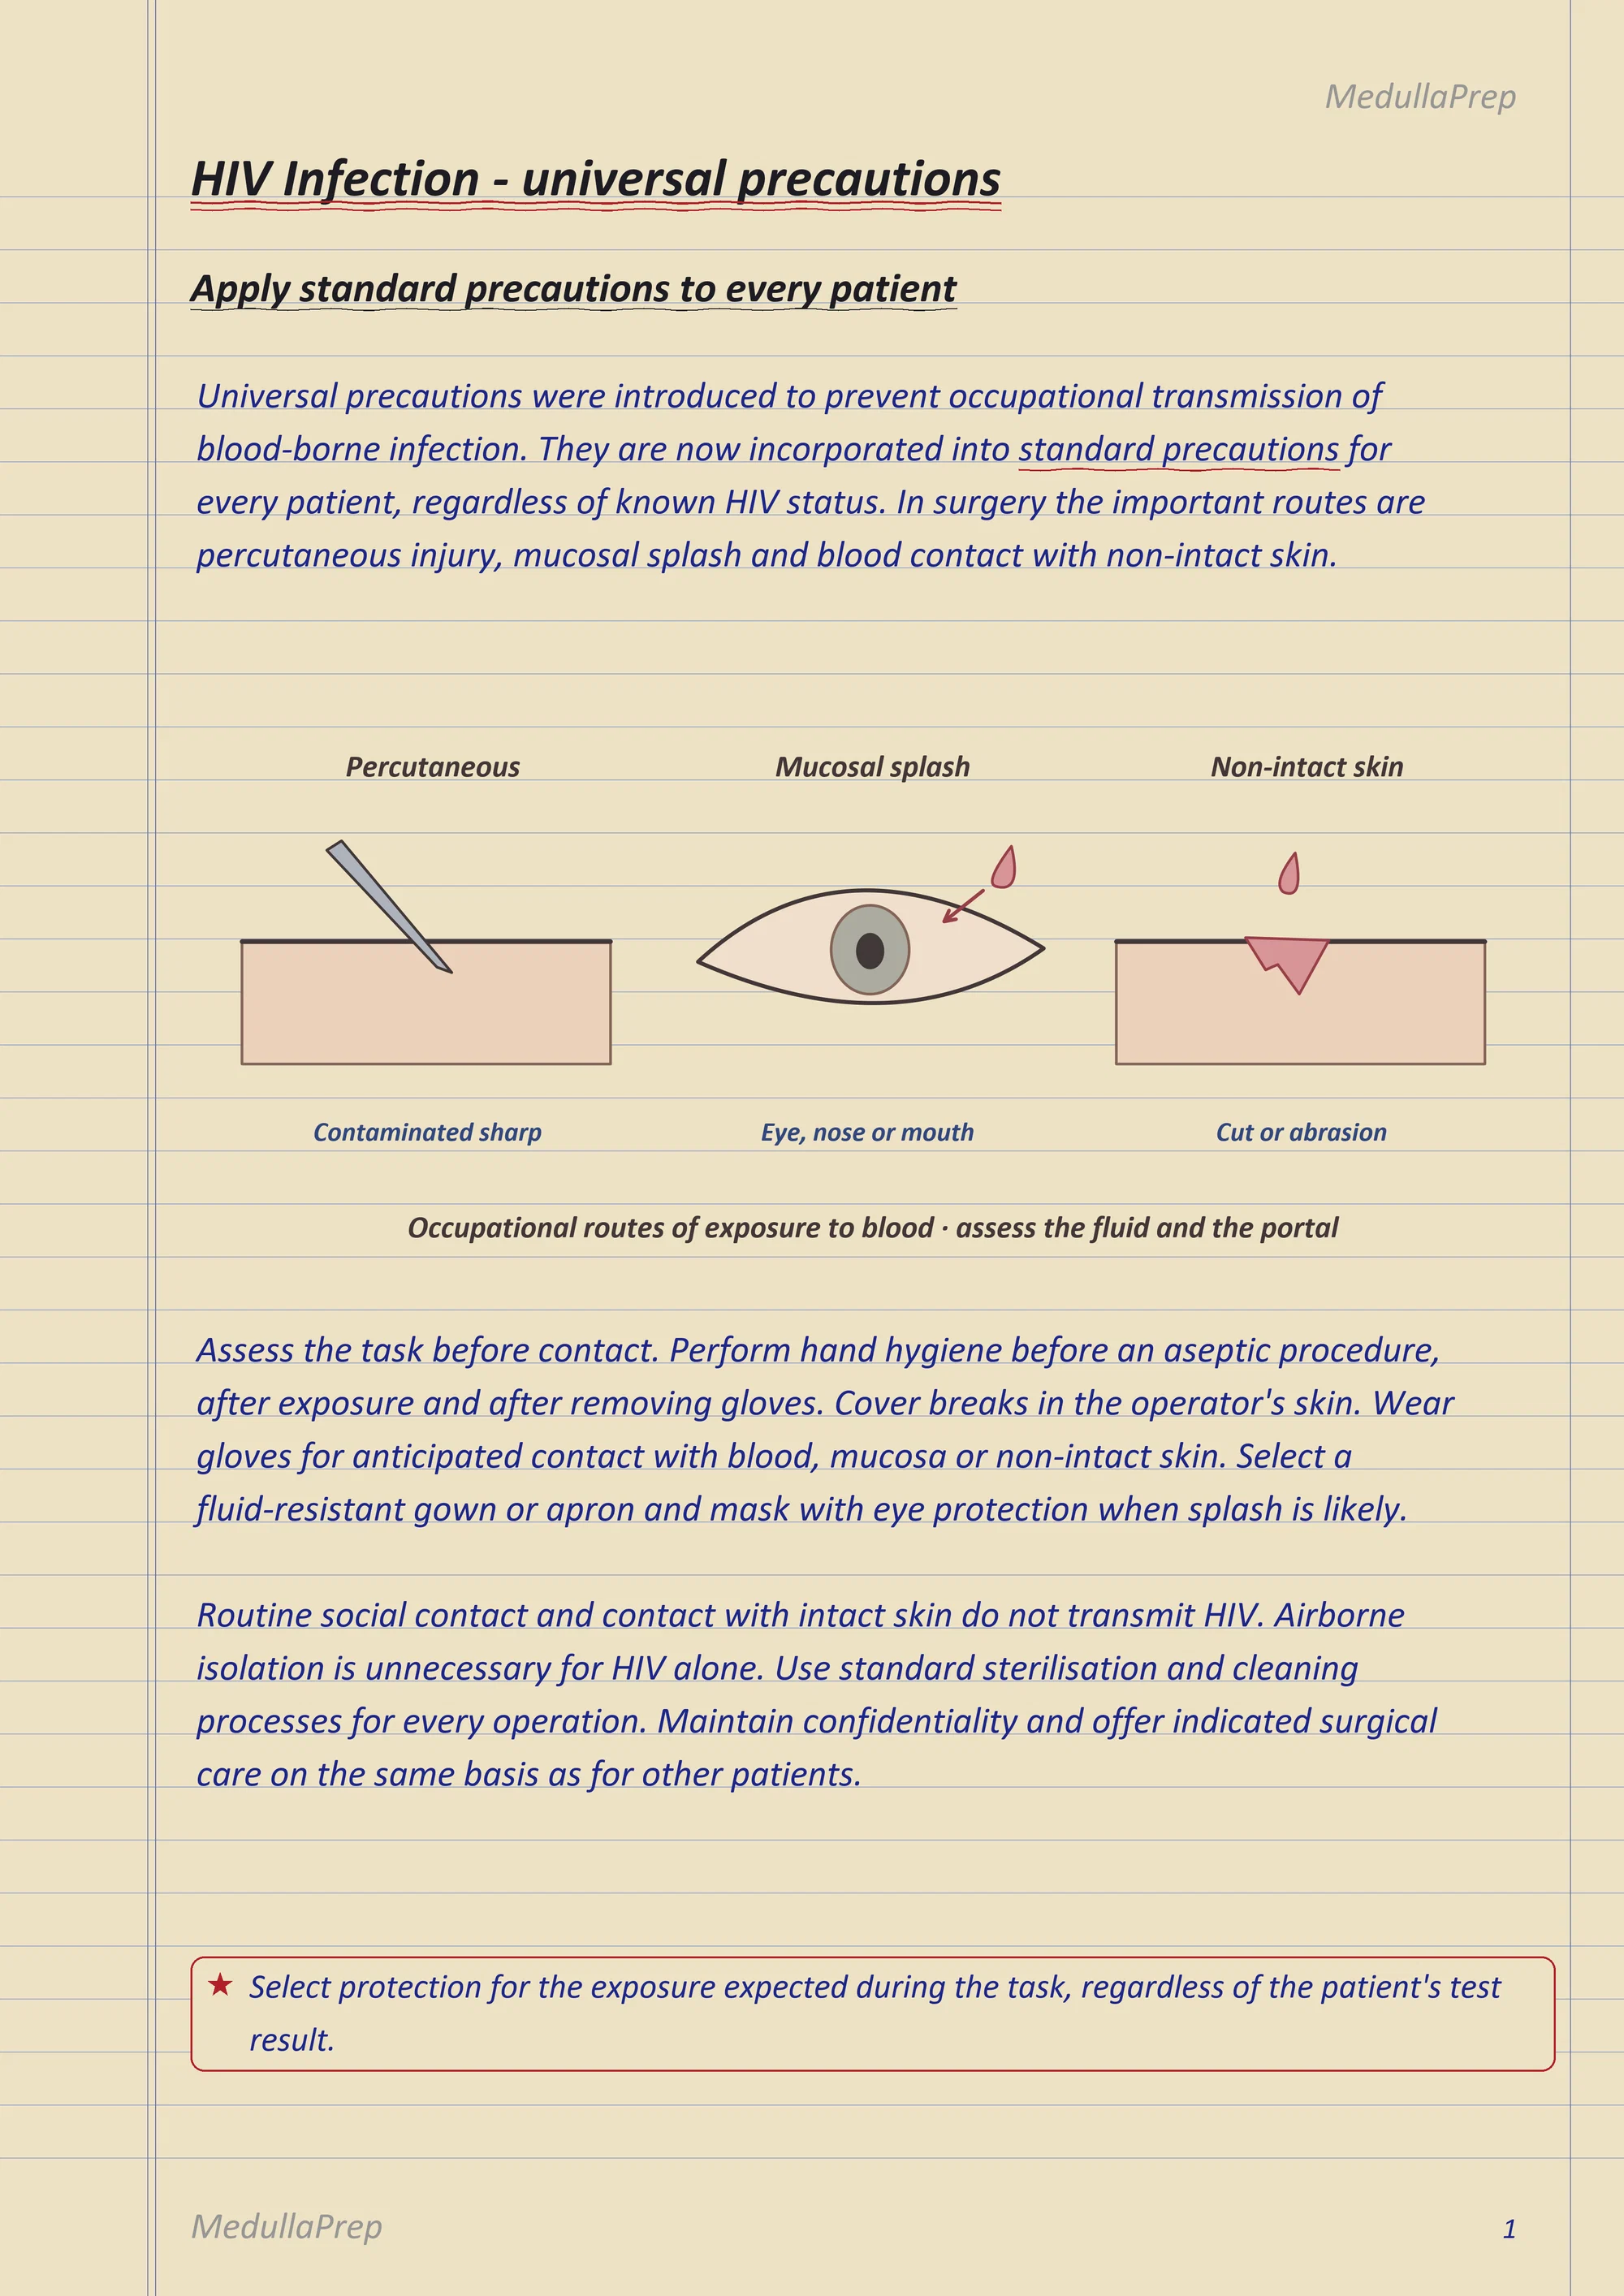 MedullaPrep
HIV Infection - universal precautions
Apply standard precautions to every patient
Universal precautions were introduced to prevent occupational transmission of
blood-borne infection. They are now incorporated into standard precautions for
every patient, regardless of known HIV status. In surgery the important routes are
percutaneous injury, mucosal splash and blood contact with non-intact skin.
Percutaneous
Mucosal splash
Non-intact skin
Contaminated sharp
Eye, nose or mouth
Cut or abrasion
Occupational routes of exposure to blood · assess the fluid and the portal
Assess the task before contact. Perform hand hygiene before an aseptic procedure,
after exposure and after removing gloves. Cover breaks in the operator's skin. Wear
gloves for anticipated contact with blood, mucosa or non-intact skin. Select a
fluid-resistant gown or apron and mask with eye protection when splash is likely.
Routine social contact and contact with intact skin do not transmit HIV. Airborne
isolation is unnecessary for HIV alone. Use standard sterilisation and cleaning
processes for every operation. Maintain confidentiality and offer indicated surgical
care on the same basis as for other patients.
★ Select protection for the exposure expected during the task, regardless of the patient's test
result.
MedullaPrep
1